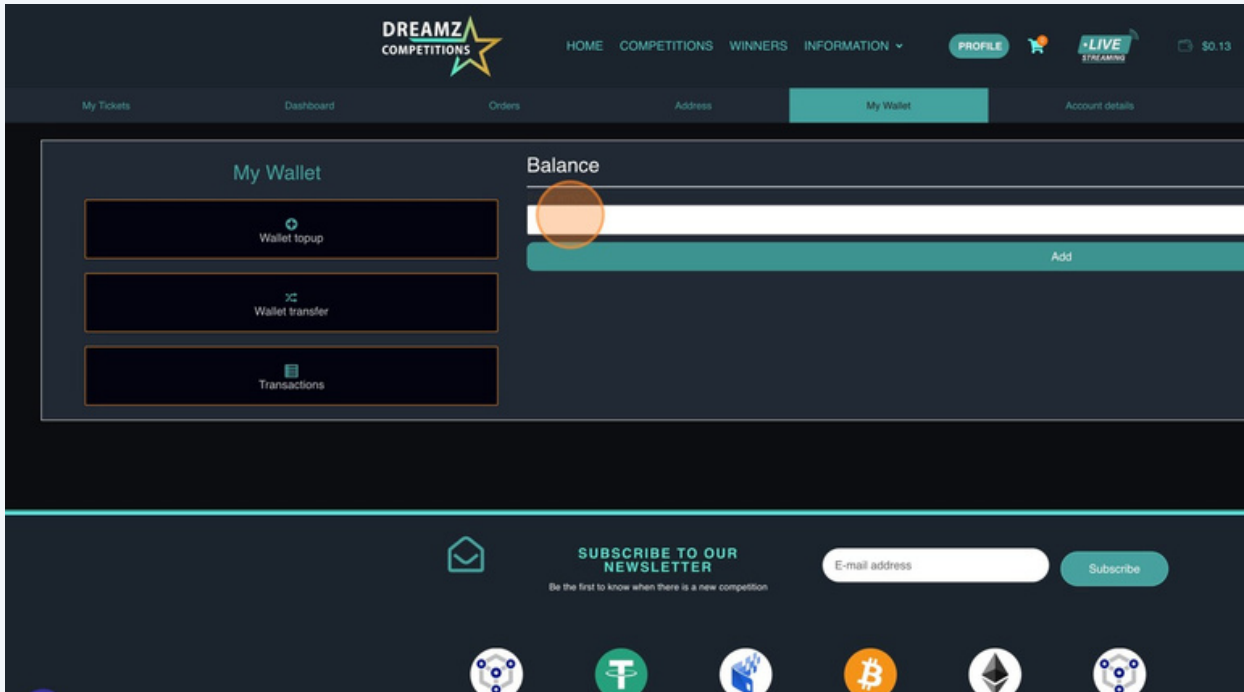 DREAMZ
COMPETITIONS
HOME COMPETITIONS WINNERS INFORMATION PROFILE 0 •LIVE $0.13
STREAMING
My Tickets Dashboard Orders Address My Wallet Account details
My Wallet
Wallet topup
Wallet transfer
Transactions
Balance
Add
SUBSCRIBE TO OUR
NEWSLETTER
Be the first to know when there is a new competition
E-mail address
Subscribe